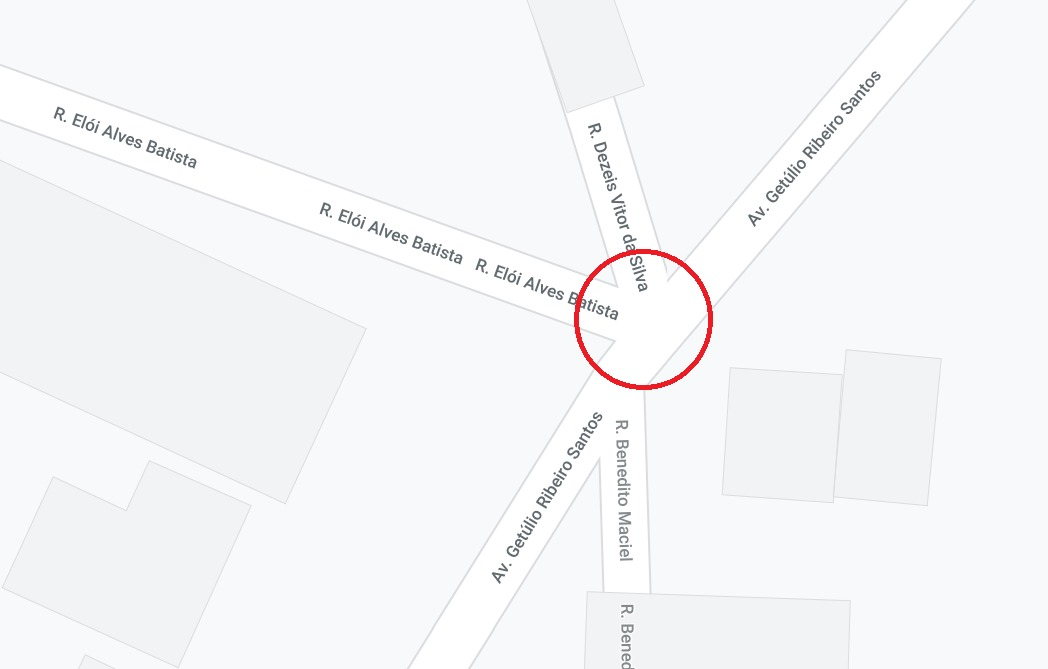 R. Elói Alves Batista
R. Dezeis Vitor da Silva
Av. Getúlio Ribeiro Santos
R. Elói Alves Batista
R. Elói Alves Batista
Av. Getúlio Ribeiro Santos
R. Benedito Maciel
R. Bened